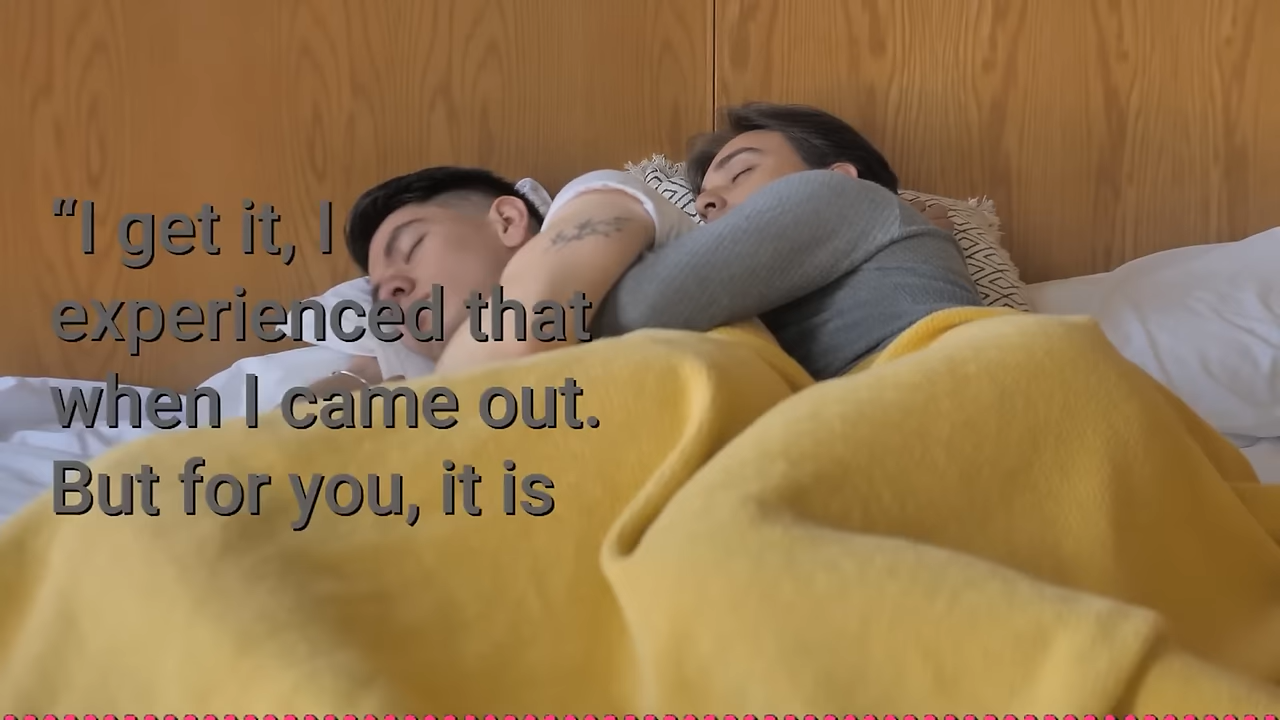 “I get it, I
experienced that
when I came out.
But for you, it is